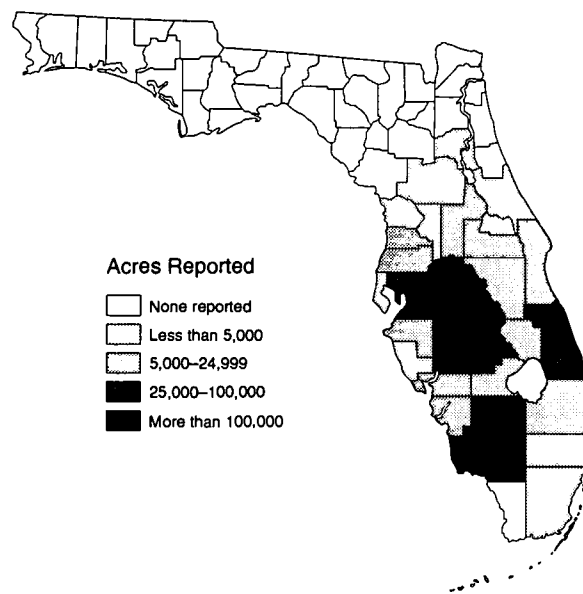 Acres Reported
None reported
Less than 5,000
5,000–24,999
25,000–100,000
More than 100,000